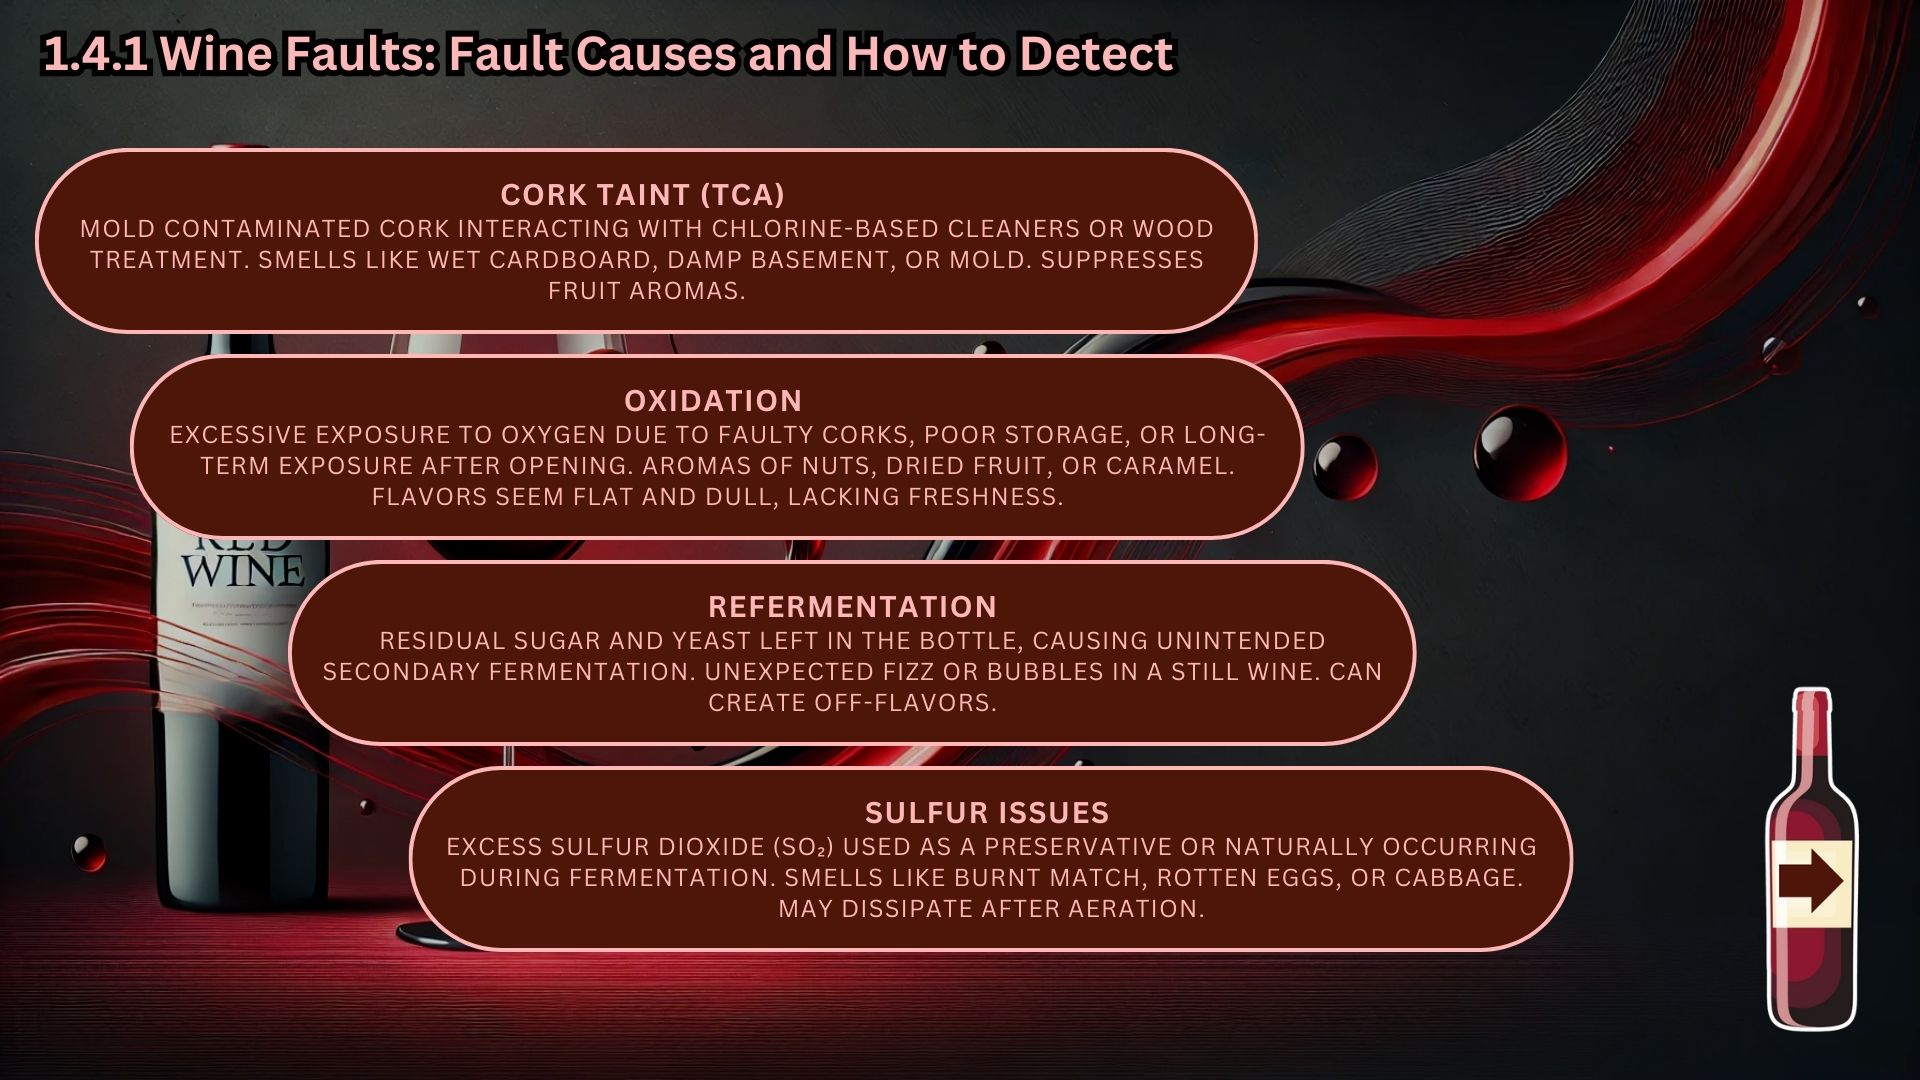 1.4.1 Wine Faults: Fault Causes and How to Detect
CORK TAINT (TCA)
MOLD CONTAMINATED CORK INTERACTING WITH CHLORINE-BASED CLEANERS OR WOOD
TREATMENT. SMELLS LIKE WET CARDBOARD, DAMP BASEMENT, OR MOLD. SUPPRESSES
FRUIT AROMAS.
OXIDATION
EXCESSIVE EXPOSURE TO OXYGEN DUE TO FAULTY CORKS, POOR STORAGE, OR LONG-
TERM EXPOSURE AFTER OPENING. AROMAS OF NUTS, DRIED FRUIT, OR CARAMEL.
FLAVORS SEEM FLAT AND DULL, LACKING FRESHNESS.
RED
WINE
REFERMENTATION
RESIDUAL SUGAR AND YEAST LEFT IN THE BOTTLE, CAUSING UNINTENDED
SECONDARY FERMENTATION. UNEXPECTED FIZZ OR BUBBLES IN A STILL WINE. CAN
CREATE OFF-FLAVORS.
SULFUR ISSUES
EXCESS SULFUR DIOXIDE (SO₂) USED AS A PRESERVATIVE OR NATURALLY OCCURRING
DURING FERMENTATION. SMELLS LIKE BURNT MATCH, ROTTEN EGGS, OR CABBAGE.
MAY DISSIPATE AFTER AERATION.